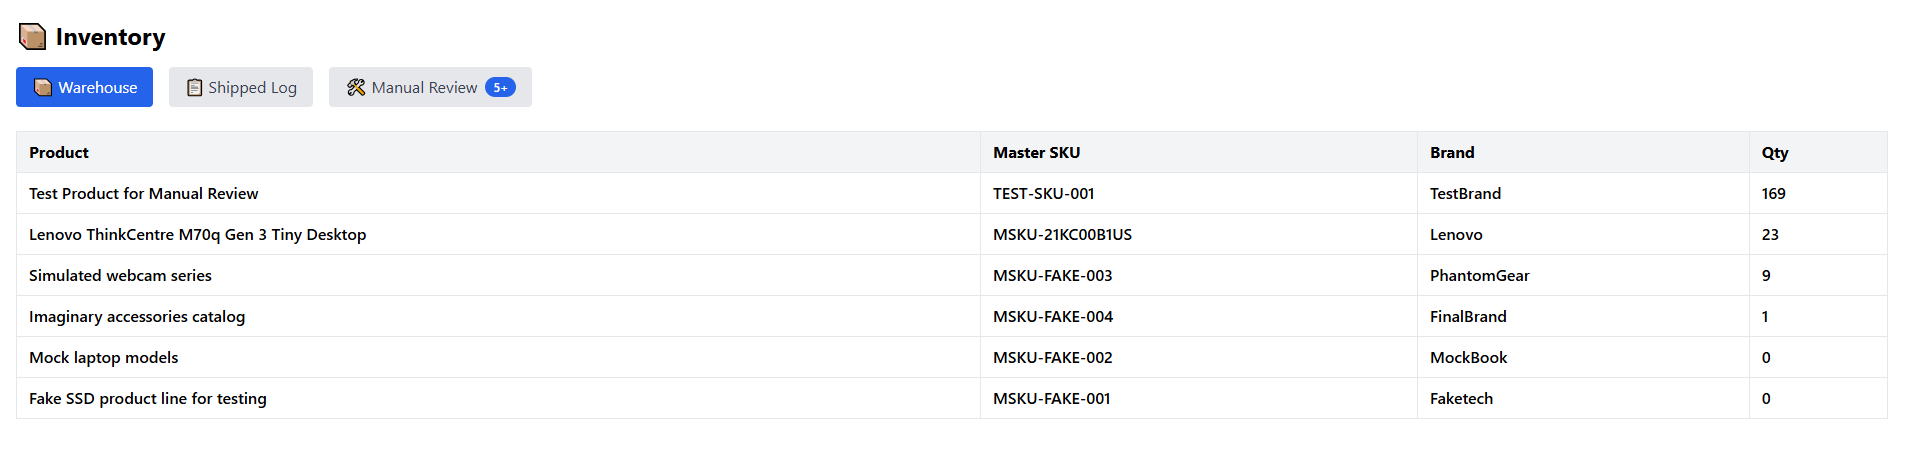 Inventory
Warehouse Shipped Log Manual Review 5+
Product Master SKU Brand Qty
Test Product for Manual Review TEST-SKU-001 TestBrand 169
Lenovo ThinkCentre M70q Gen 3 Tiny Desktop MSKU-21KC00B1US Lenovo 23
Simulated webcam series MSKU-FAKE-003 PhantomGear 9
Imaginary accessories catalog MSKU-FAKE-004 FinalBrand 1
Mock laptop models MSKU-FAKE-002 MockBook 0
Fake SSD product line for testing MSKU-FAKE-001 Faketech 0